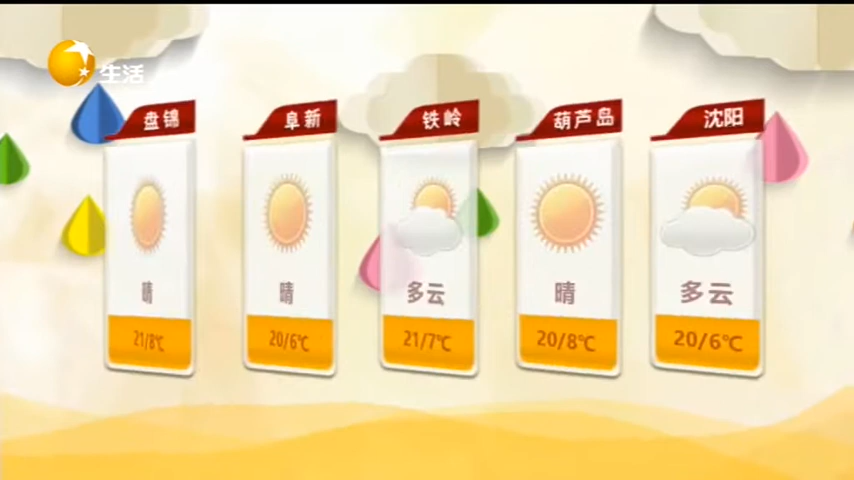 生活
盘锦
晴
21/8℃
阜新
晴
20/6℃
铁岭
多云
21/7℃
葫芦岛
晴
20/8℃
沈阳
多云
20/6℃